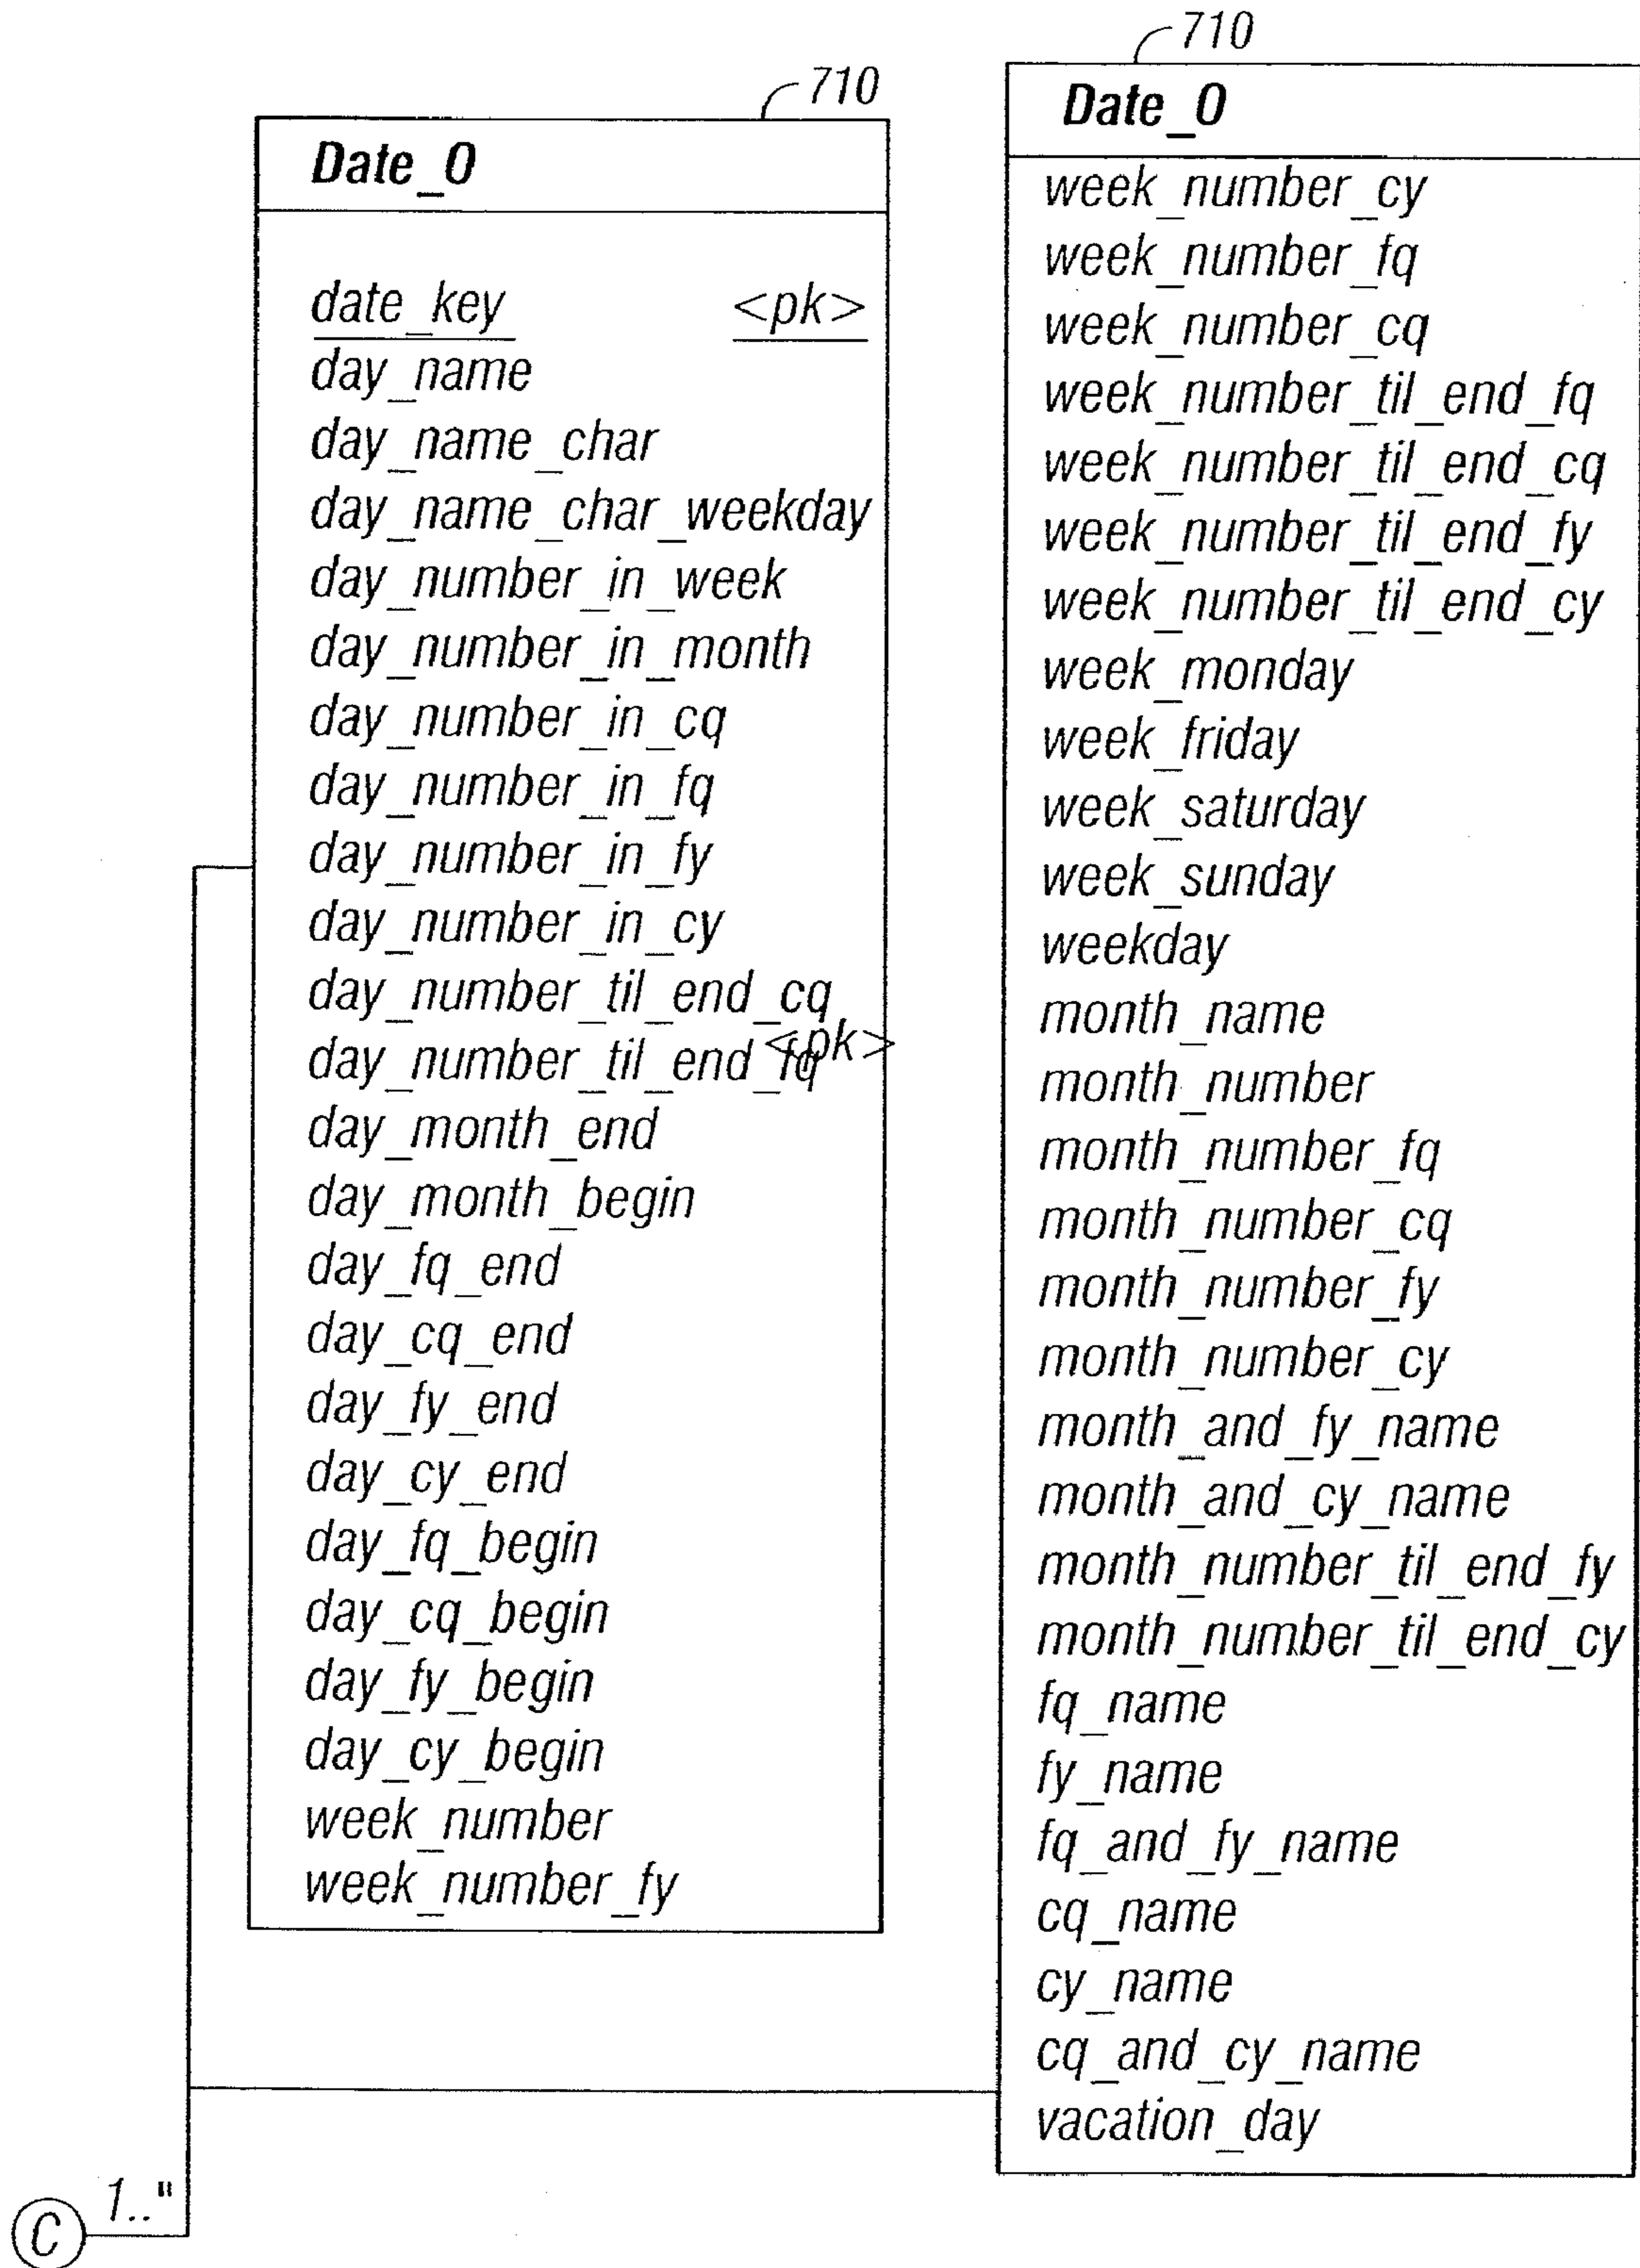 710
Date_0
date_key <pk>
day_name
day_name_char
day_name_char_weekday
day_number_in_week
day_number_in_month
day_number_in_cq
day_number_in_fq
day_number_in_fy
day_number_in_cy
day_number_til_end_cq
<pk>
day_number_til_end_fq
day_month_end
day_month_begin
day_fq_end
day_cq_end
day_fy_end
day_cy_end
day_fq_begin
day_cq_begin
day_fy_begin
day_cy_begin
week_number
week_number_fy
710
Date_0
week_number_cy
week_number_fq
week_number_cq
week_number_til_end_fq
week_number_til_end_cq
week_number_til_end_fy
week_number_til_end_cy
week_monday
week_friday
week_saturday
week_sunday
weekday
month_name
month_number
month_number_fq
month_number_cq
month_number_fy
month_number_cy
month_and_fy_name
month_and_cy_name
month_number_til_end_fy
month_number_til_end_cy
fq_name
fy_name
fq_and_fy_name
cq_name
cy_name
cq_and_cy_name
vacation_day
C 1.."